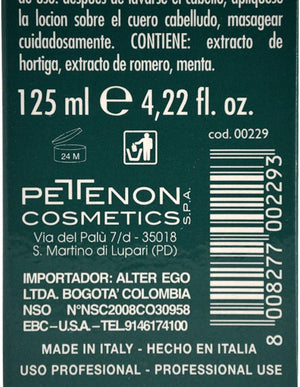 de uso: después de lavarse el cabello, aplíquese
la locion sobre el cuero cabelludo, masagear
cuidadosamente. CONTIENE: extracto de
hortiga, extracto de romero, menta.
125 ml e 4,22 fl. oz.
cod. 00229
24 M
PETTENON
COSMETICS S.P.A.
Via del Palù 7/d - 35018
S. Martino di Lupari (PD)
8 008277 002293
IMPORTADOR: ALTER EGO
LTDA. BOGOTA' COLOMBIA
NSO N°NSC2008CO30958
EBC-U.S.A.-TEL.9146174100
MADE IN ITALY - HECHO EN ITALIA
USO PROFESIONAL - PROFESSIONAL USE